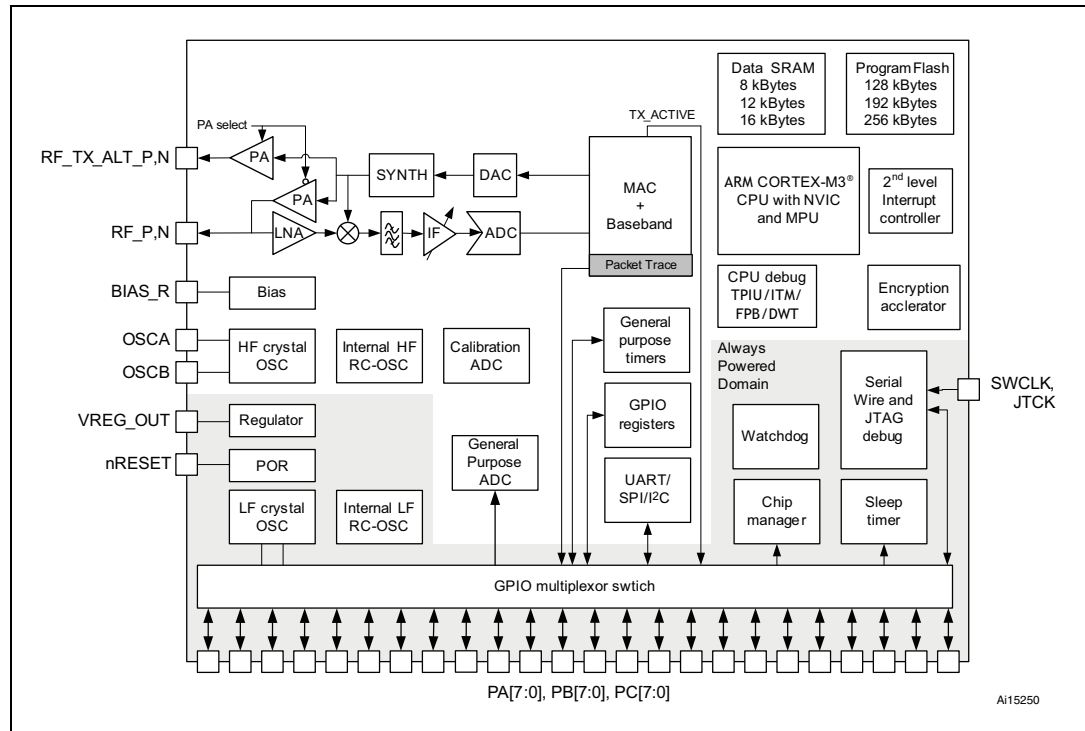 Data SRAM
8 kBytes
12 kBytes
16 kBytes
Program Flash
128 kBytes
192 kBytes
256 kBytes
TX_ACTIVE
PA select
RF_TX_ALT_P,N
PA
SYNTH
DAC
MAC
+
Baseband
ARM CORTEX-M3®
CPU with NVIC
and MPU
2nd level
Interrupt
controller
PA
RF_P,N
LNA
IF
ADC
Packet Trace
CPU debug
TPIU/ITM/
FPB/DWT
Encryption
acclerator
BIAS_R
Bias
OSCA
OSCB
HF crystal
OSC
Internal HF
RC-OSC
Calibration
ADC
General
purpose
timers
Always
Powered
Domain
Serial
Wire and
JTAG
debug
SWCLK,
JTCK
VREG_OUT
Regulator
GPIO
registers
Watchdog
nRESET
POR
General
Purpose
ADC
UART/
SPI/I2C
LF crystal
OSC
Internal LF
RC-OSC
Chip
manager
Sleep
timer
GPIO multiplexor swtich
PA[7:0], PB[7:0], PC[7:0]
Ai15250